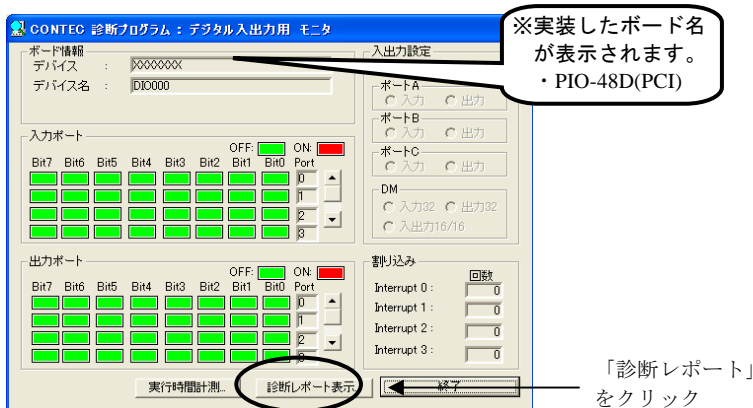 CONTEC 診断プログラム : デジタル入出力用 モニタ
※実装したボード名
が表示されます。
・PIO-48D(PCI)
ボード情報
デバイス : XXXXXXX
デバイス名 : DIO000
入出力設定
ポートA
入力 出力
ポートB
入力 出力
ポートC
入力 出力
DM
入力32 出力32
入出力16/16
入力ポート
OFF: ON:
Bit7 Bit6 Bit5 Bit4 Bit3 Bit2 Bit1 Bit0 Port
0
1
2
3
出力ポート
OFF: ON:
Bit7 Bit6 Bit5 Bit4 Bit3 Bit2 Bit1 Bit0 Port
0
1
2
3
割り込み
回数
Interrupt 0 : 0
Interrupt 1 : 0
Interrupt 2 : 0
Interrupt 3 : 0
実行時間計測... 診断レポート表示 終了
「診断レポート」
をクリック